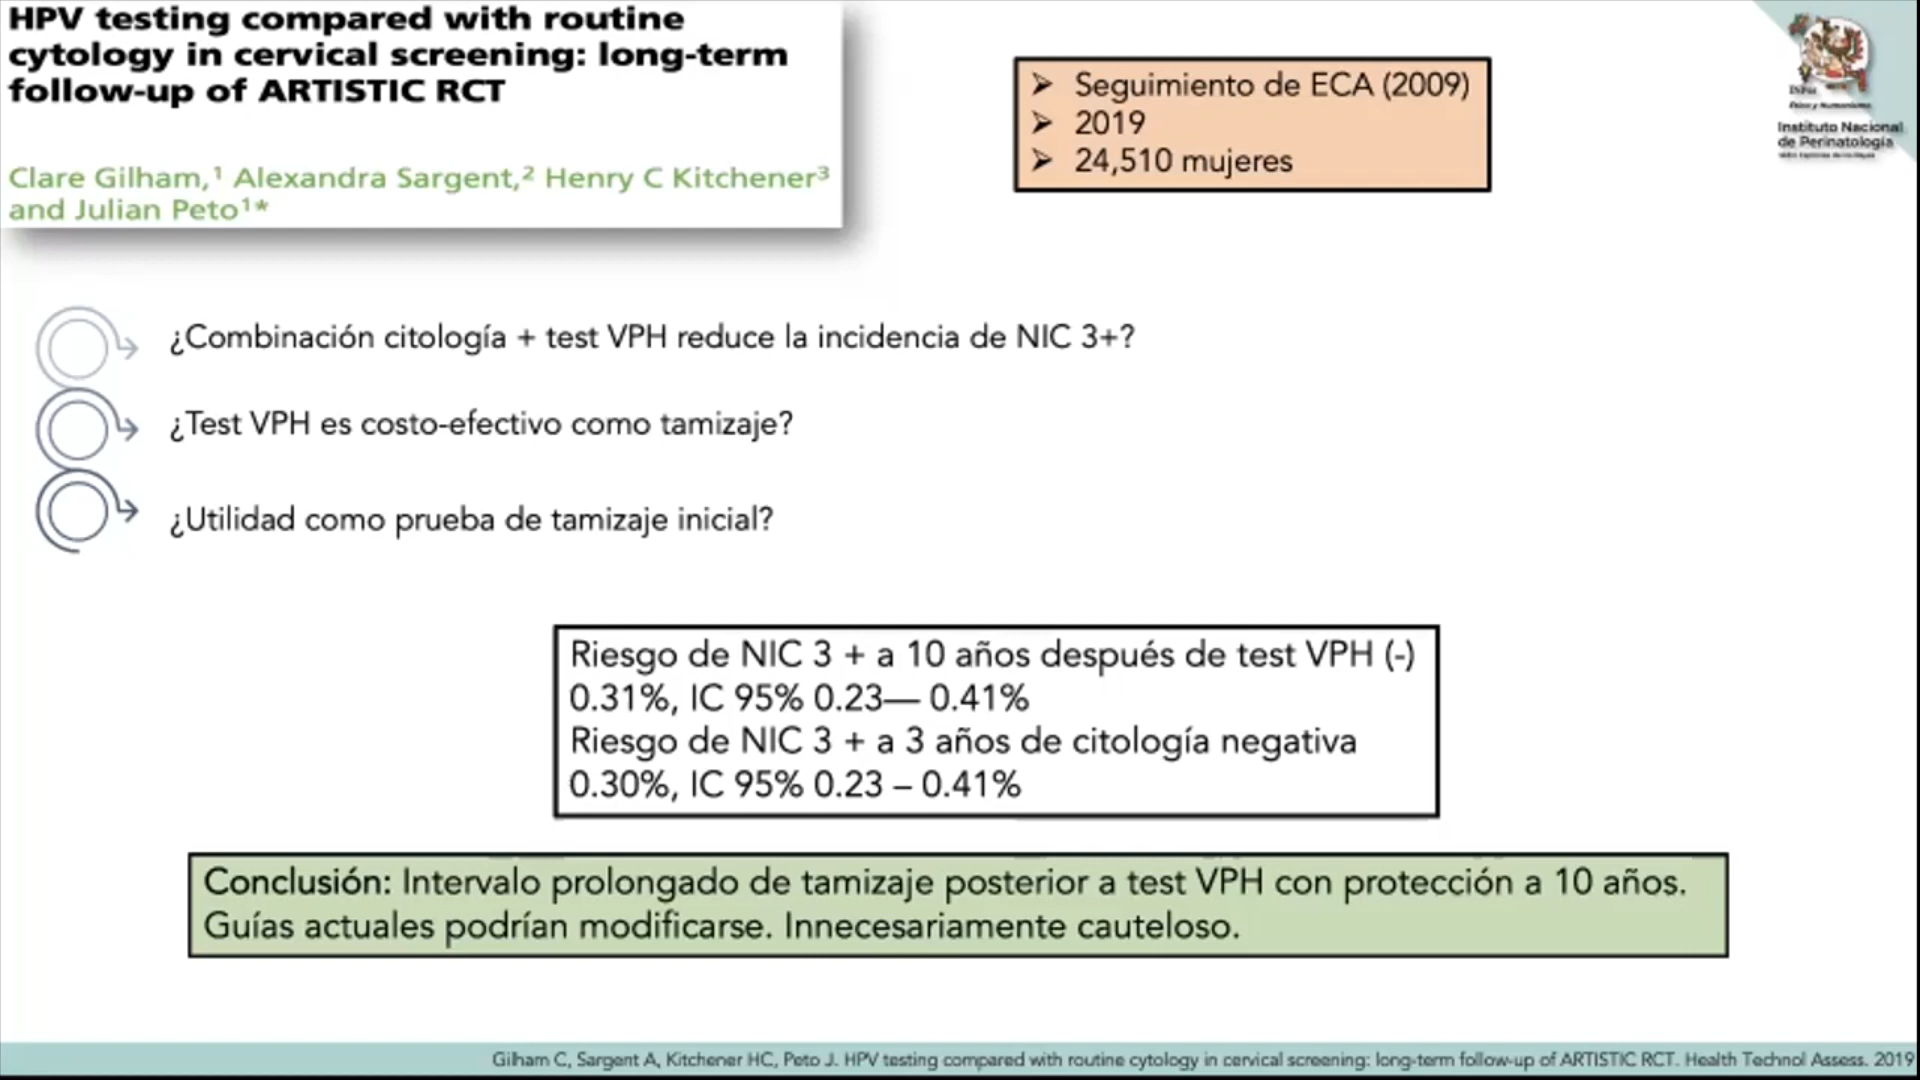 HPV testing compared with routine
cytology in cervical screening: long-term
follow-up of ARTISTIC RCT
Clare Gilham,¹ Alexandra Sargent,² Henry C Kitchener³
and Julian Peto¹*
➢ Seguimiento de ECA (2009)
➢ 2019
➢ 24,510 mujeres
Instituto Nacional
de Perinatología
¿Combinación citología + test VPH reduce la incidencia de NIC 3+?
¿Test VPH es costo-efectivo como tamizaje?
¿Utilidad como prueba de tamizaje inicial?
Riesgo de NIC 3 + a 10 años después de test VPH (-)
0.31%, IC 95% 0.23— 0.41%
Riesgo de NIC 3 + a 3 años de citología negativa
0.30%, IC 95% 0.23 – 0.41%
Conclusión: Intervalo prolongado de tamizaje posterior a test VPH con protección a 10 años.
Guías actuales podrían modificarse. Innecesariamente cauteloso.
Gilham C, Sargent A, Kitchener HC, Peto J. HPV testing compared with routine cytology in cervical screening: long-term follow-up of ARTISTIC RCT. Health Technol Assess. 2019